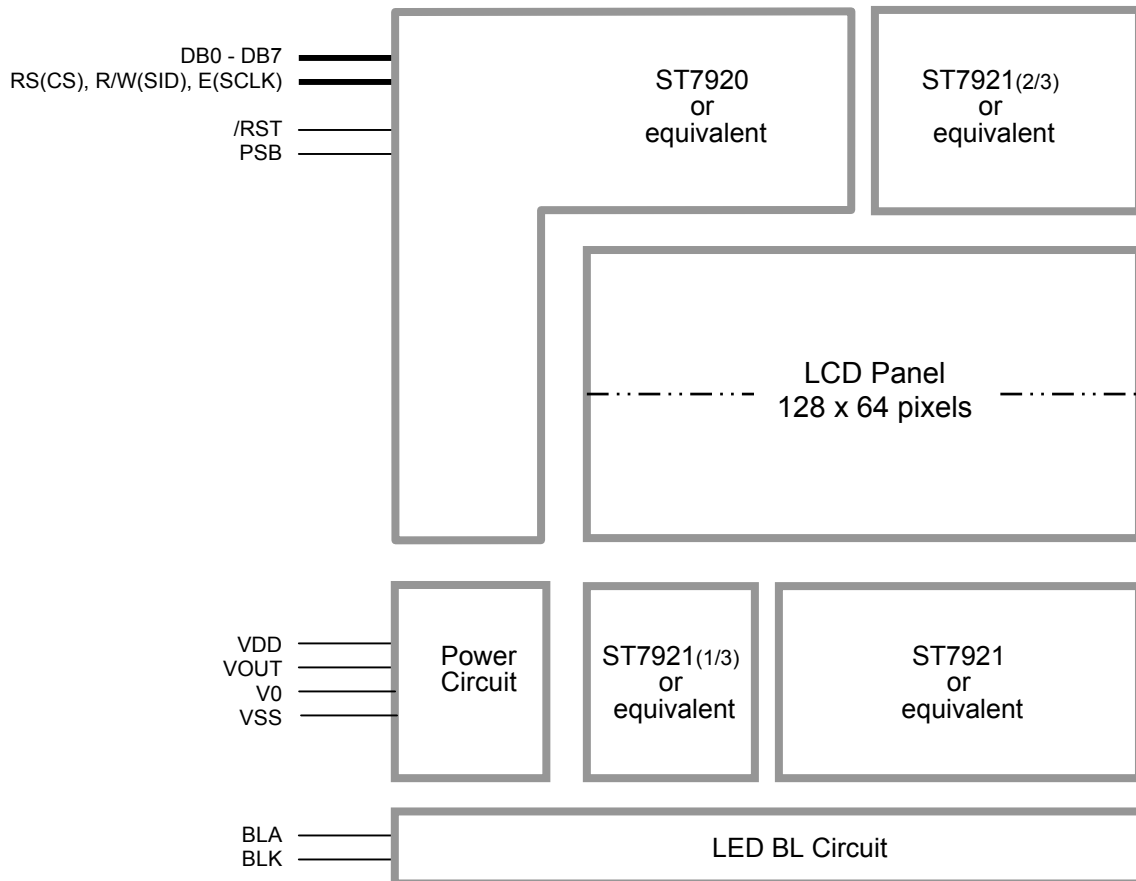 DB0 - DB7
RS(CS), R/W(SID), E(SCLK)
/RST
PSB
ST7920
or
equivalent
ST7921(2/3)
or
equivalent
LCD Panel
128 x 64 pixels
VDD
VOUT
V0
VSS
Power
Circuit
ST7921(1/3)
or
equivalent
ST7921
or
equivalent
BLA
BLK
LED BL Circuit